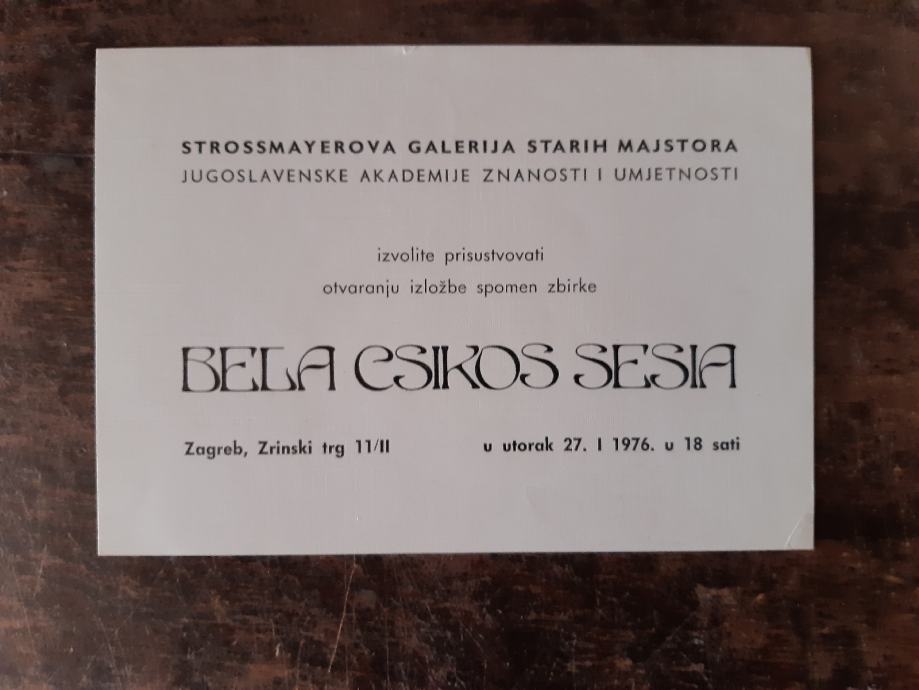 STROSSMAYEROVA GALERIJA STARIH MAJSTORA
JUGOSLAVENSKE AKADEMIJE ZNANOSTI I UMJETNOSTI
izvolite prisustvovati
otvaranju izložbe spomen zbirke
BELA CSIKOS SESIA
Zagreb, Zrinski trg 11/II u utorak 27. I 1976. u 18 sati